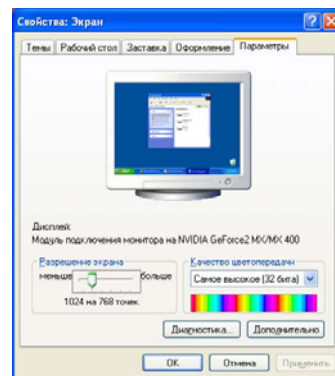 Свойства: Экран
Темы Рабочий стол Заставка Оформление Параметры
Дисплей:
Модуль подключения монитора на NVIDIA GeForce2 MX/MX 400
Разрешение экрана
меньше больше
1024 на 768 точек
Качество цветопередачи
Самое высокое (32 бита)
Диагностика... Дополнительно
ОК Отмена Применить